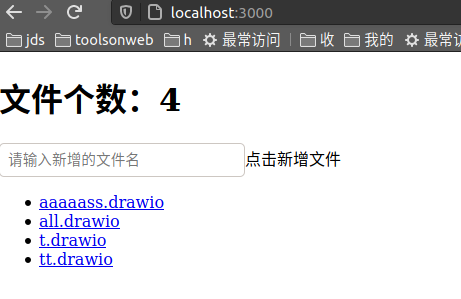 localhost:3000
jds toolsonweb h 最常访问 收 我的 最常访
文件个数：4
请输入新增的文件名 点击新增文件
aaaaass.drawio
all.drawio
t.drawio
tt.drawio